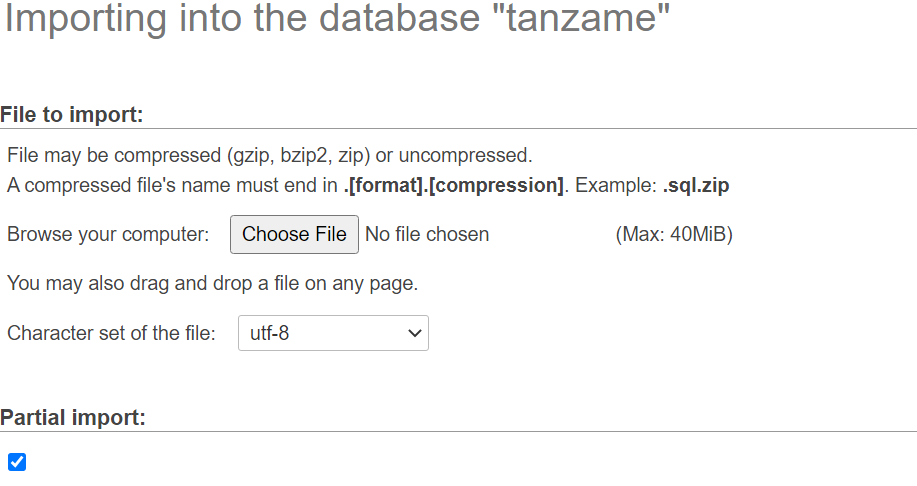 Importing into the database "tanzame"
File to import:
File may be compressed (gzip, bzip2, zip) or uncompressed.
A compressed file's name must end in .[format].[compression]. Example: .sql.zip
Browse your computer: Choose File No file chosen (Max: 40MiB)
You may also drag and drop a file on any page.
Character set of the file: utf-8
Partial import: